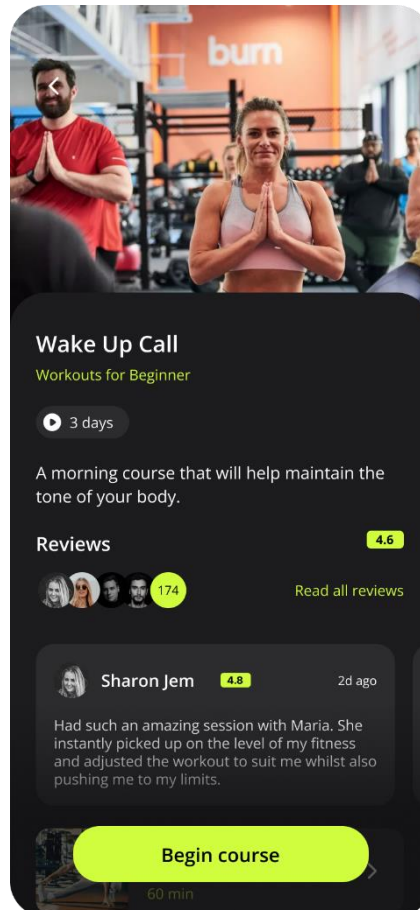 burn
Wake Up Call
Workouts for Beginner
3 days
A morning course that will help maintain the
tone of your body.
Reviews
4.6
174
Read all reviews
Sharon Jem
4.8
2d ago
Had such an amazing session with Maria. She
instantly picked up on the level of my fitness
and adjusted the workout to suit me whilst also
pushing me to my limits.
Begin course
60 min